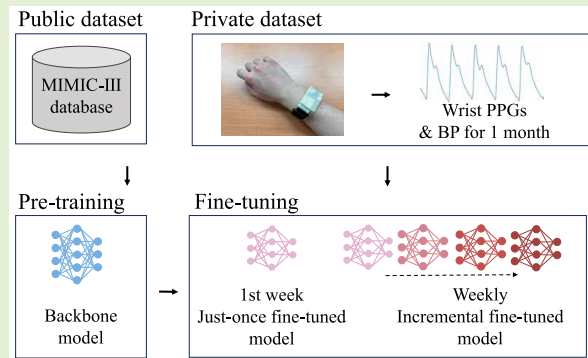 Public dataset
Private dataset
MIMIC-III
database
Wrist PPGs
& BP for 1 month
Pre-training
Fine-tuning
Backbone
model
1st week
Just-once fine-tuned
model
Weekly
Incremental fine-tuned
model